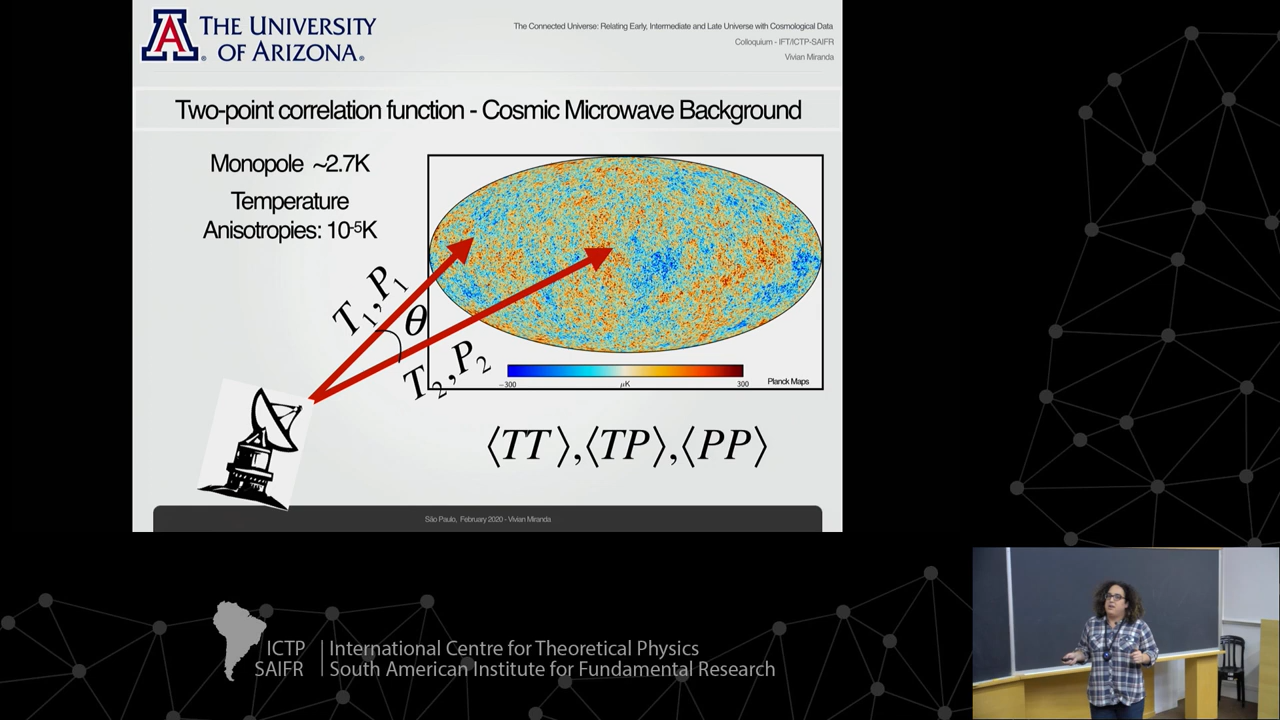 THE UNIVERSITY
OF ARIZONA.
The Connected Universe: Relating Early, Intermediate and Late Universe with Cosmological Data
Colloquium - IFT/ICTP-SAIFR
Vivian Miranda
Two-point correlation function - Cosmic Microwave Background
Monopole ~2.7K
Temperature
Anisotropies: 10⁻⁵K
T₁,P₁
θ
T₂,P₂
−300 μK 300
Planck Maps
⟨TT⟩,⟨TP⟩,⟨PP⟩
São Paulo, February 2020 - Vivian Miranda
ICTP
SAIFR
International Centre for Theoretical Physics
South American Institute for Fundamental Research